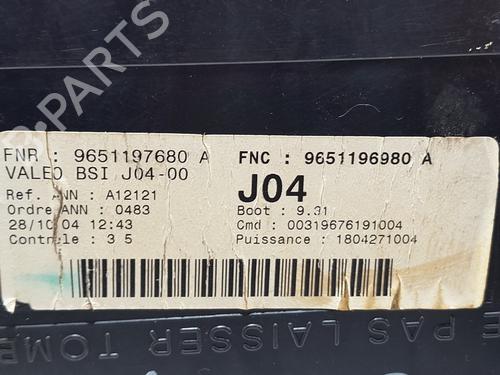 FNR : 9651197680 A
FNC : 9651196980 A
VALEO BSI J04-00
J04
Ref. ANN : A12121
Ordre ANN : 0483
Boot : 9.31
28/10/04 12:43
Cmd : 00319676191004
Controle : 3 5
Puissance : 1804271004
E PAS LAISSER TOMBE